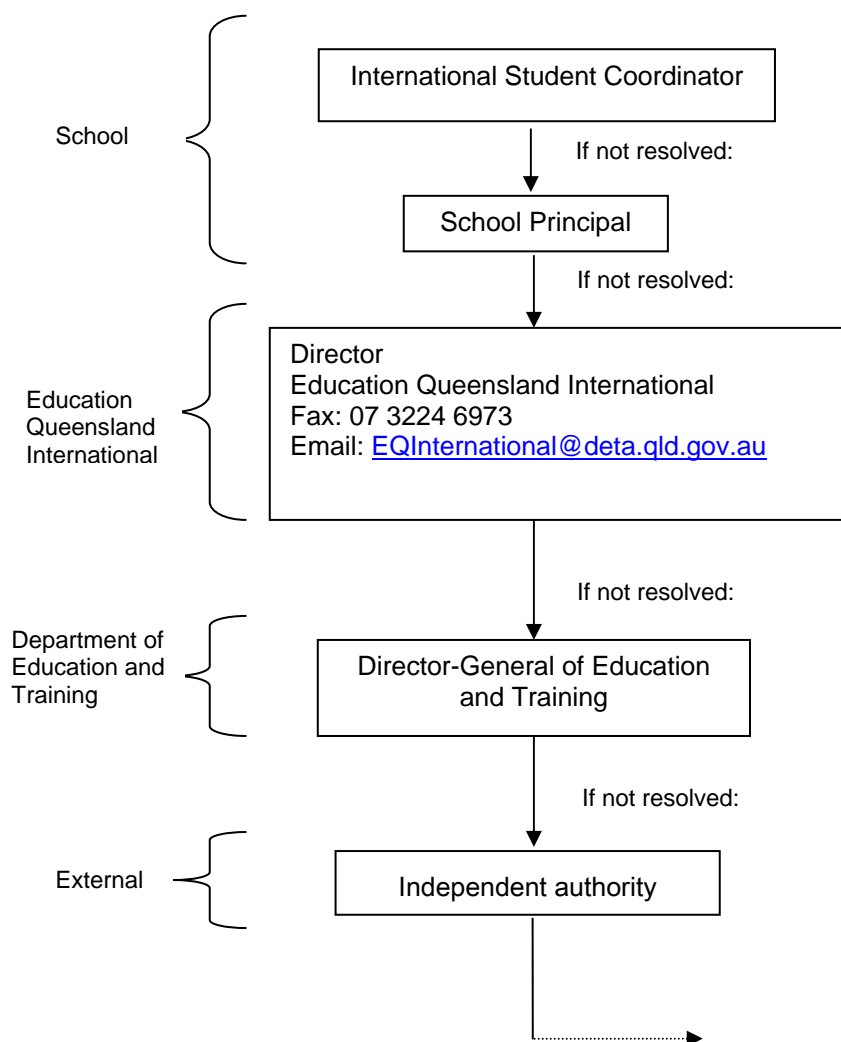 International Student Coordinator
School
If not resolved:
School Principal
If not resolved:
Director
Education Queensland International
Fax: 07 3224 6973
Email: EQInternational@deta.qld.gov.au
Education
Queensland
International
If not resolved:
Department of
Education and
Training
Director-General of Education
and Training
If not resolved:
External
Independent authority